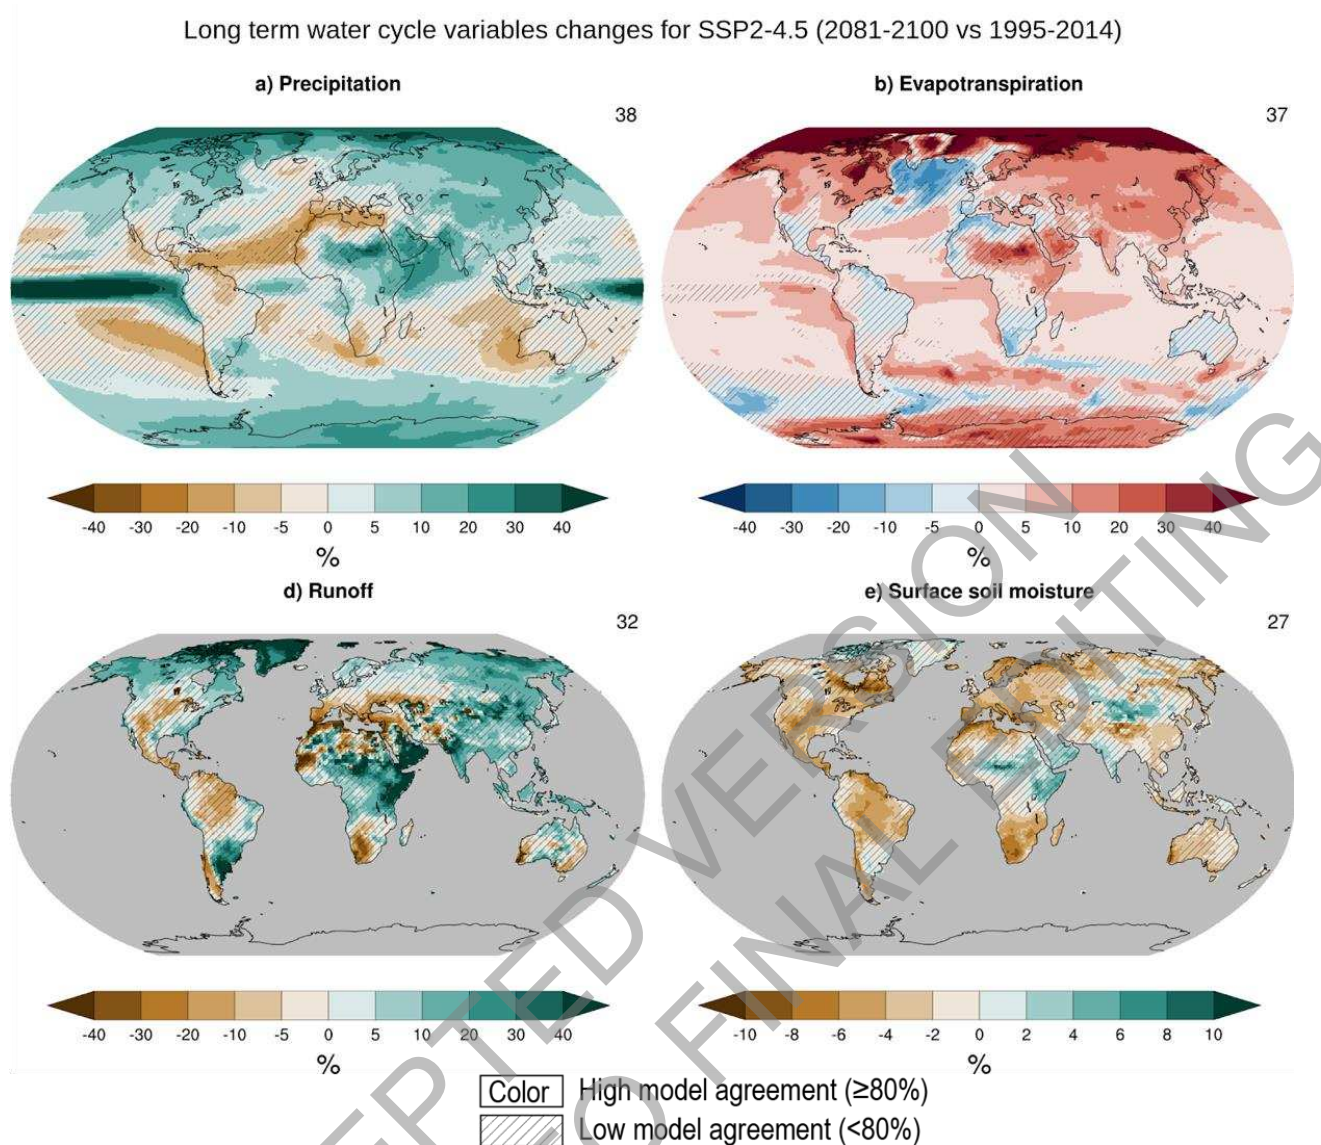 Long term water cycle variables changes for SSP2-4.5 (2081-2100 vs 1995-2014)
a) Precipitation
b) Evapotranspiration
38
37
-40 -30 -20 -10 -5 0 5 10 20 30 40
-40 -30 -20 -10 -5 0 5 10 20 30 40
%
%
d) Runoff
e) Surface soil moisture
32
27
-40 -30 -20 -10 -5 0 5 10 20 30 40
-10 -8 -6 -4 -2 0 2 4 6 8 10
%
%
Color High model agreement (≥80%)
Low model agreement (<80%)
PTED VERSION
O FINAL EDITING